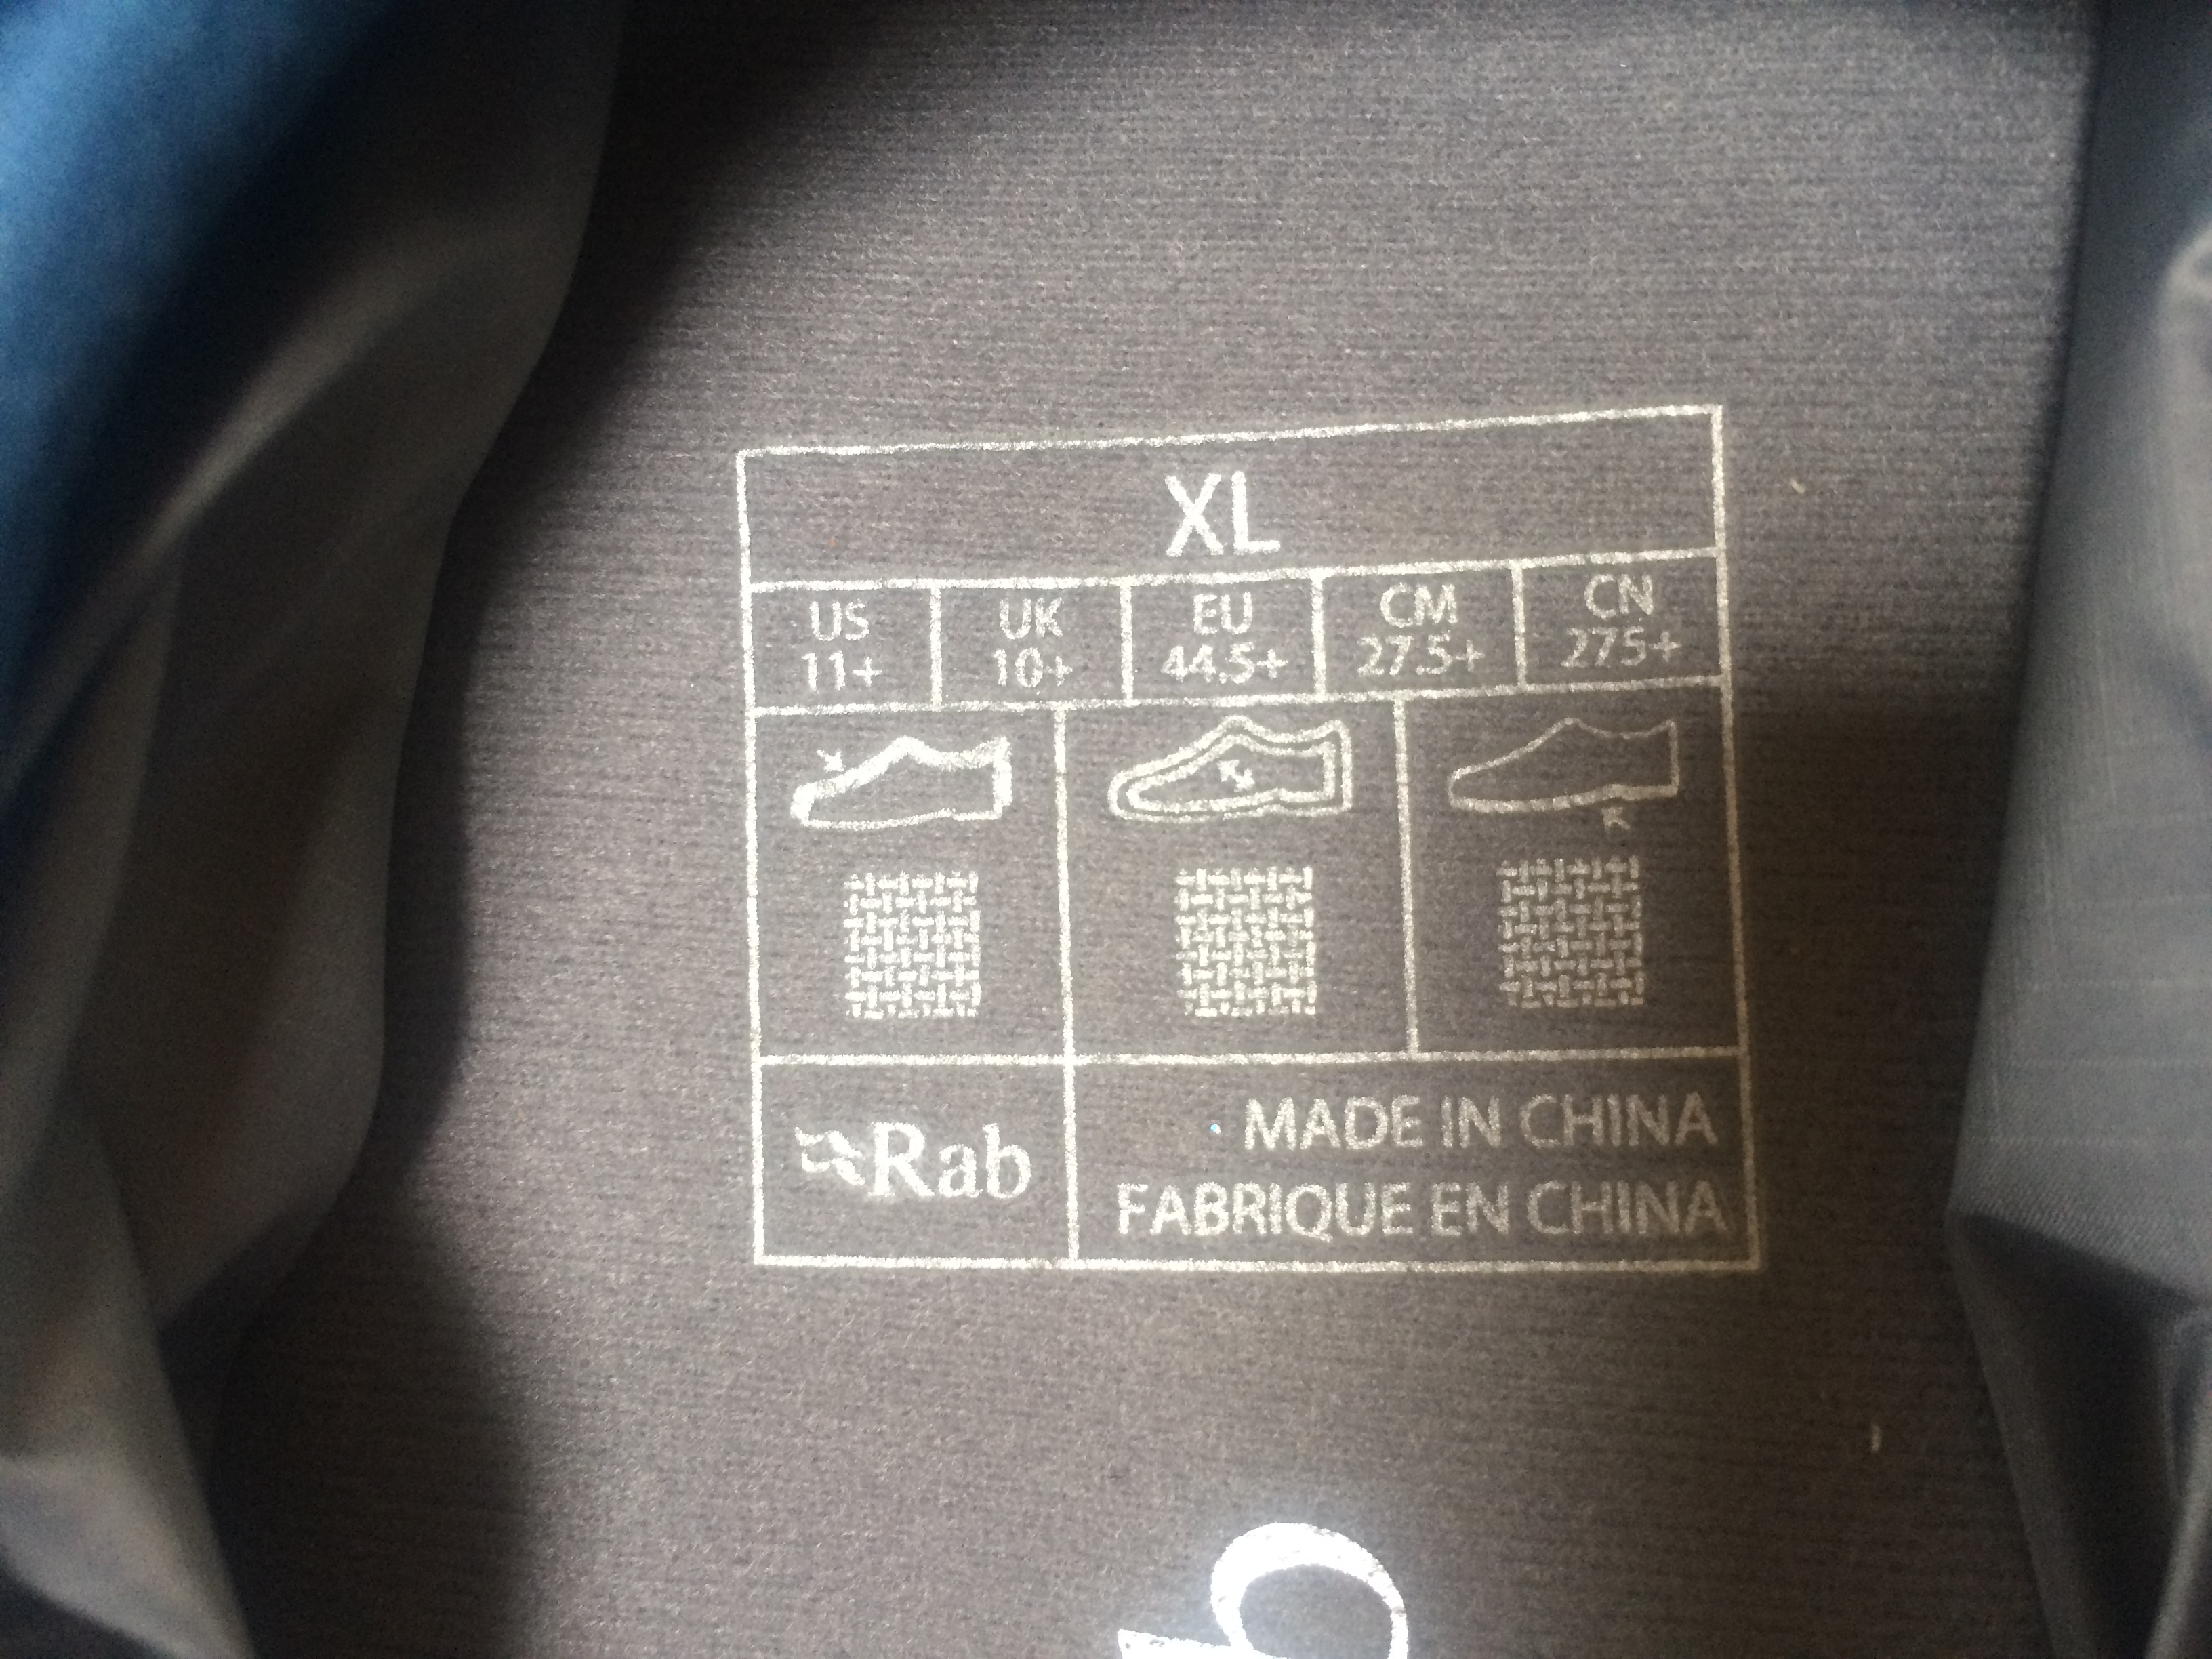 XL
US UK EU CM CN
11+ 10+ 44.5+ 27.5+ 275+
Rab
MADE IN CHINA
FABRIQUE EN CHINA